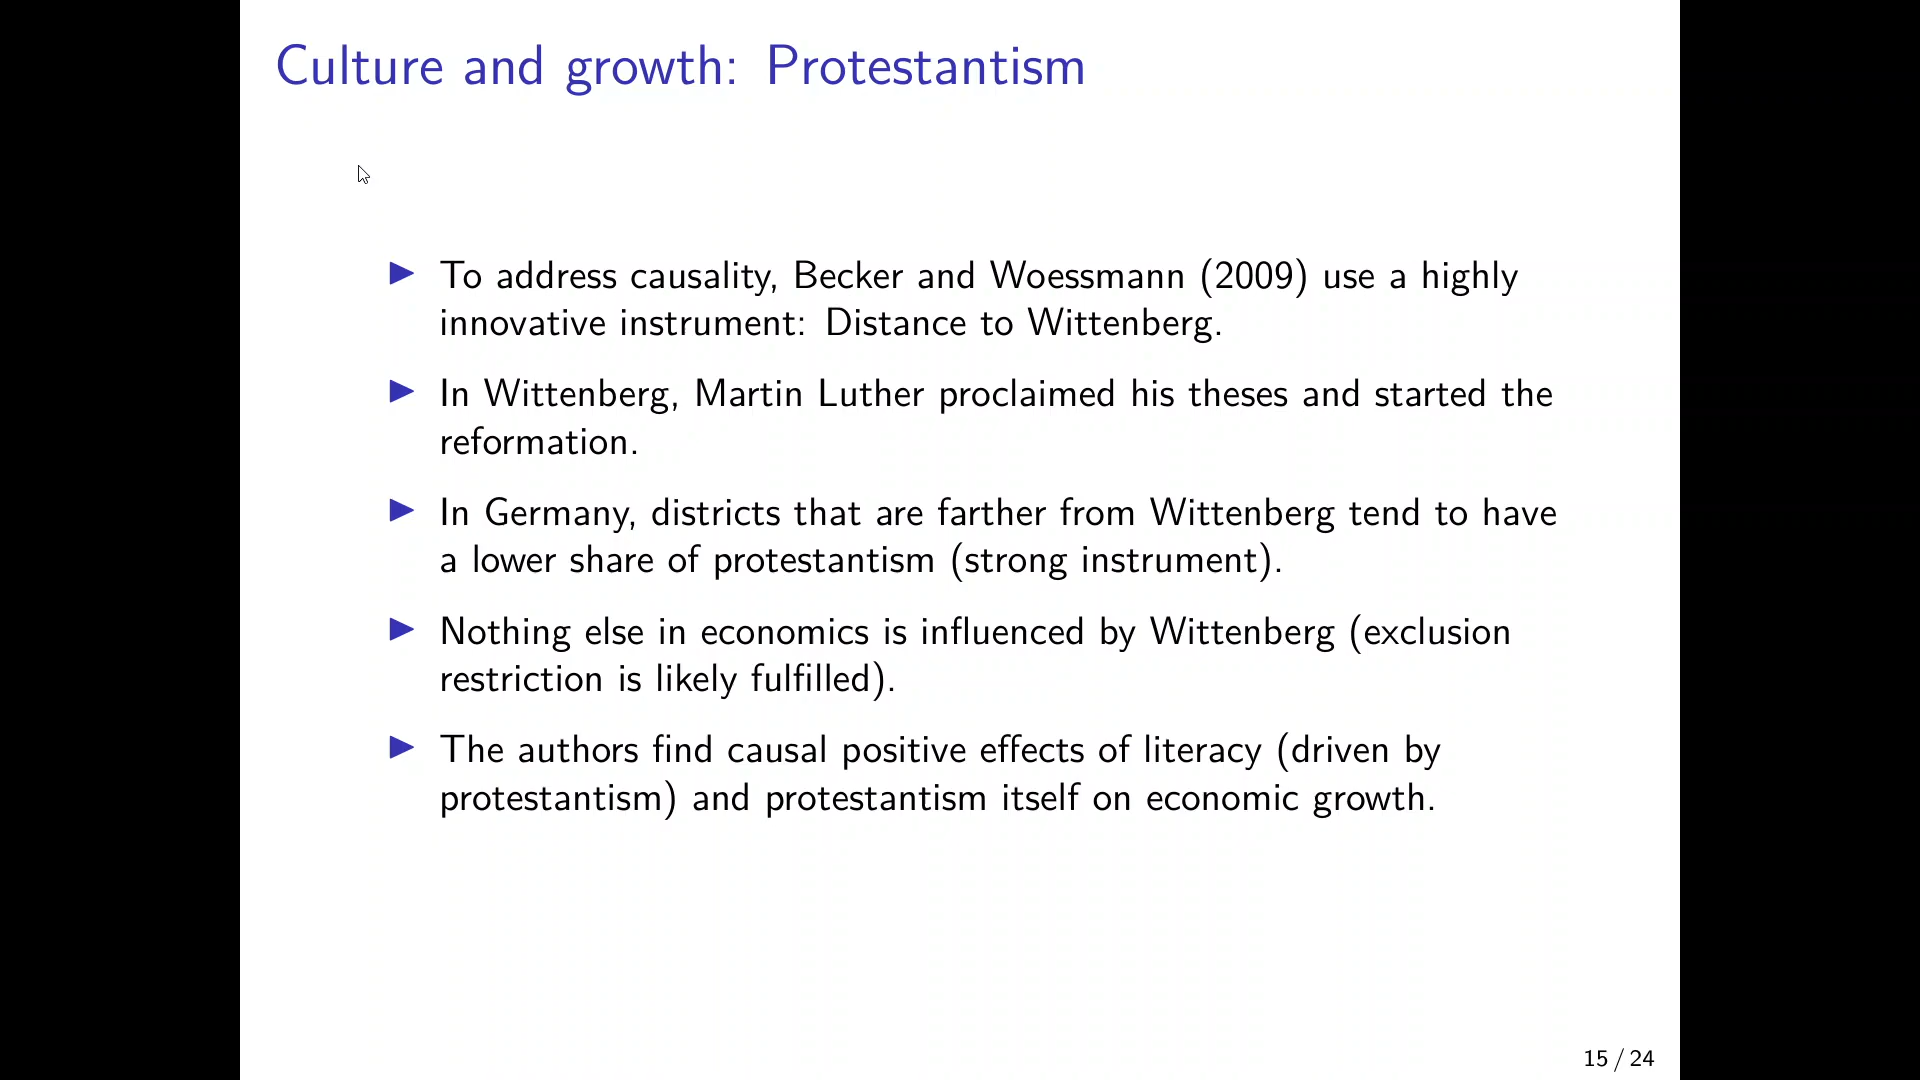 Culture and growth: Protestantism
▶ To address causality, Becker and Woessmann (2009) use a highly
innovative instrument: Distance to Wittenberg.
▶ In Wittenberg, Martin Luther proclaimed his theses and started the
reformation.
▶ In Germany, districts that are farther from Wittenberg tend to have
a lower share of protestantism (strong instrument).
▶ Nothing else in economics is influenced by Wittenberg (exclusion
restriction is likely fulfilled).
▶ The authors find causal positive effects of literacy (driven by
protestantism) and protestantism itself on economic growth.
15 / 24